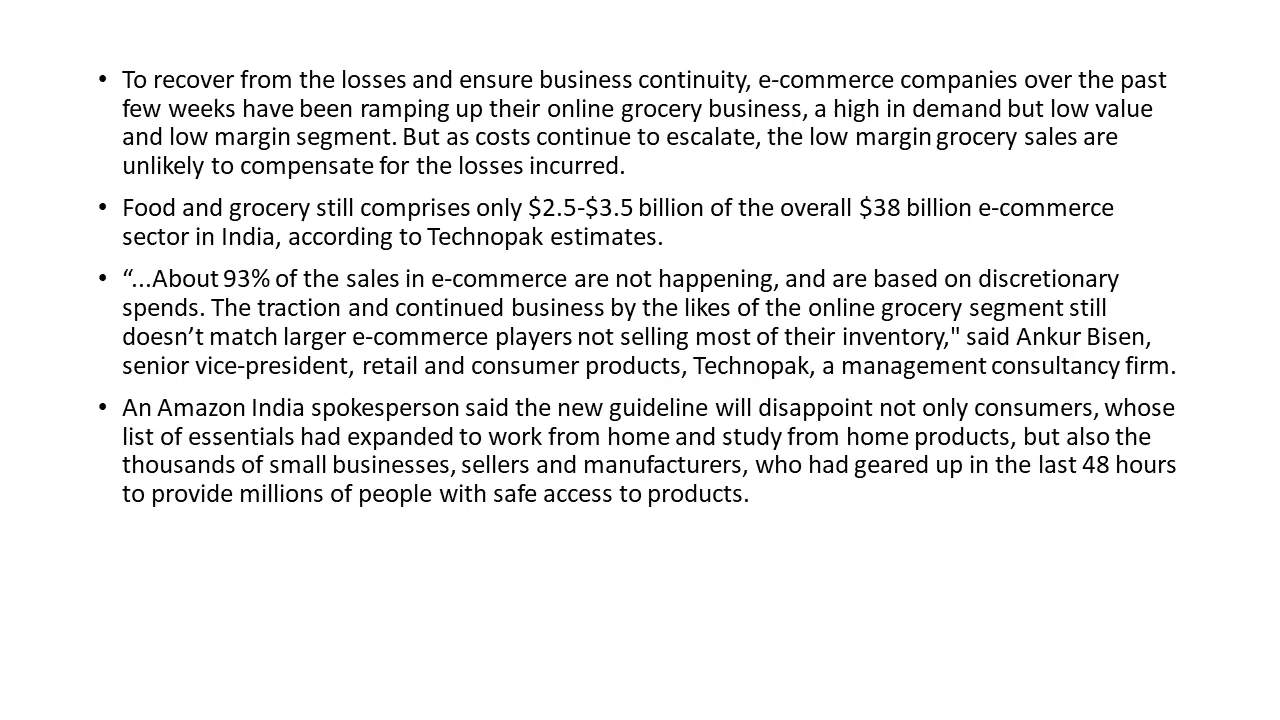 • To recover from the losses and ensure business continuity, e-commerce companies over the past
few weeks have been ramping up their online grocery business, a high in demand but low value
and low margin segment. But as costs continue to escalate, the low margin grocery sales are
unlikely to compensate for the losses incurred.
• Food and grocery still comprises only $2.5-$3.5 billion of the overall $38 billion e-commerce
sector in India, according to Technopak estimates.
• “...About 93% of the sales in e-commerce are not happening, and are based on discretionary
spends. The traction and continued business by the likes of the online grocery segment still
doesn’t match larger e-commerce players not selling most of their inventory," said Ankur Bisen,
senior vice-president, retail and consumer products, Technopak, a management consultancy firm.
• An Amazon India spokesperson said the new guideline will disappoint not only consumers, whose
list of essentials had expanded to work from home and study from home products, but also the
thousands of small businesses, sellers and manufacturers, who had geared up in the last 48 hours
to provide millions of people with safe access to products.